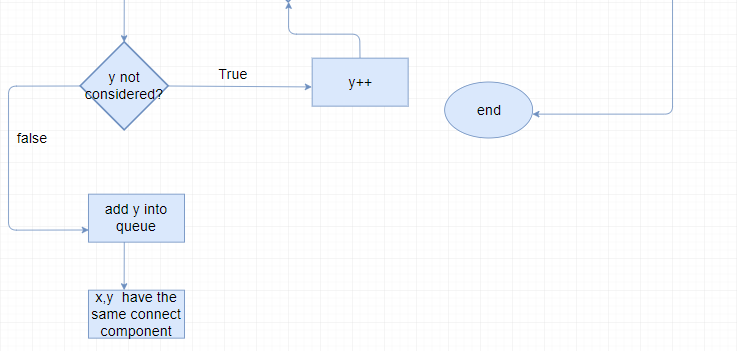 y not
considered?
True
y++
end
false
add y into
queue
x,y have the
same connect
component